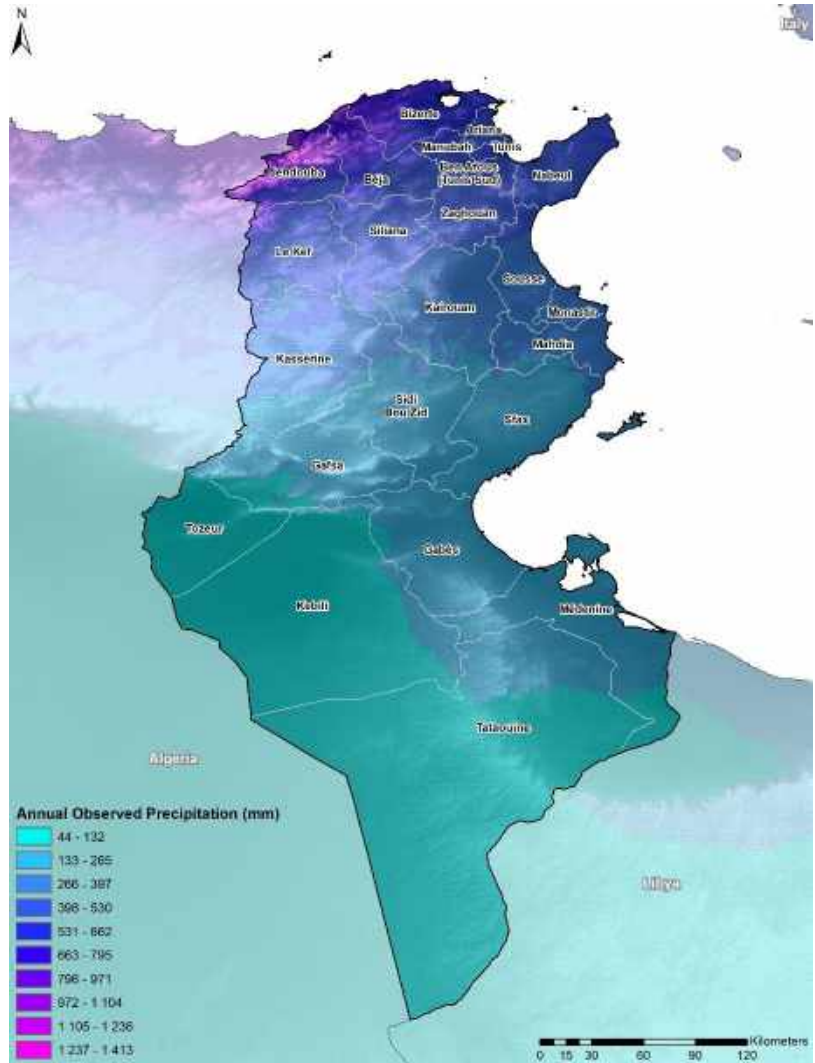 N
Italy
Bizerte
Ariana
Manubah
Tunis
Jendouba
Béja
Ben Arous
(Tunis Sud)
Nabeul
Zaghouan
Siliana
Le Kef
Sousse
Kairouan
Monastir
Mahdia
Kasserine
Sidi
Bou Zid
Sfax
Gafsa
Tozeur
Gabès
Kebili
Médenine
Tataouine
Algeria
Libya
Annual Observed Precipitation (mm)
44 - 132
133 - 265
266 - 397
398 - 530
531 - 662
663 - 795
796 - 971
972 - 1 104
1 105 - 1 236
1 237 - 1 413
Kilometers
0 15 30 60 90 120